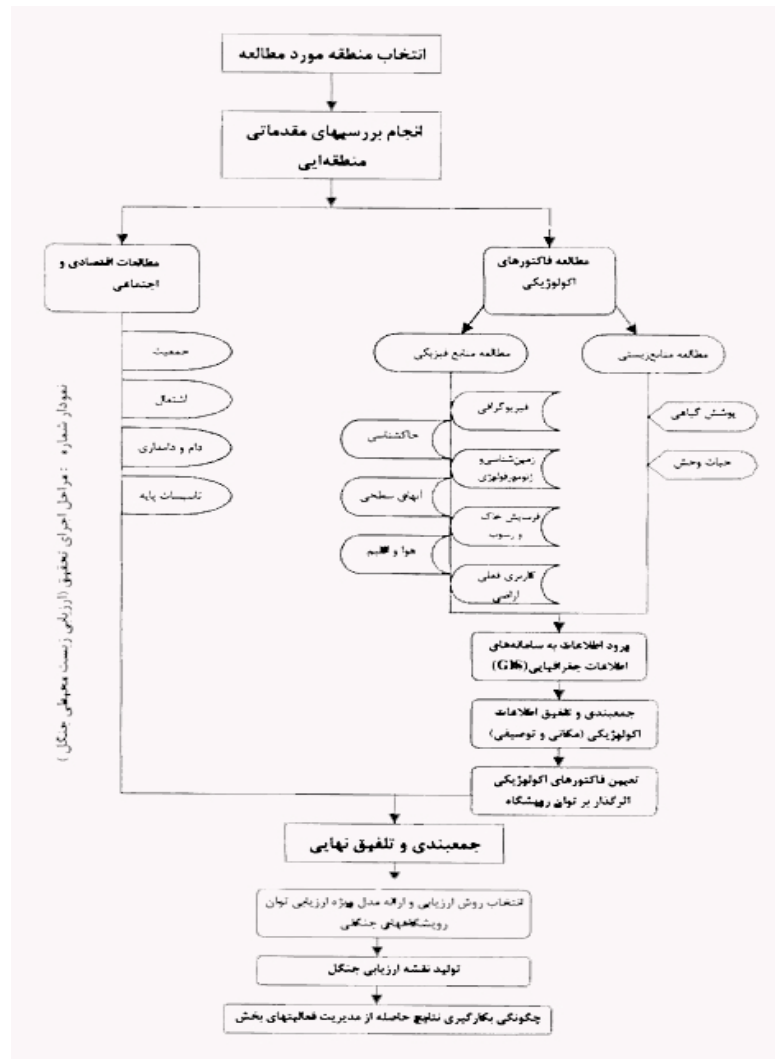 انتخاب منطقه مورد مطالعه
انجام بررسیهای مقدماتی
منطقه‌ایی
مطالعه فاکتورهای
اکولوژیکی
مطالعات اقتصادی و
اجتماعی
مطالعه منابع‌زیستی
مطالعه منابع فیزیکی
جمعیت
اشتغال
دام و دامداری
تاسیسات پایه
پوشش گیاهی
حیات وحش
فیزیوگرافی
خاکشناسی
زمین‌شناسی و
ژئومورفولوژی
آبهای سطحی
فرسایش خاک
و رسوب
هوا و اقلیم
کاربری فعلی
اراضی
ورود اطلاعات به سامانه‌های
اطلاعات جغرافیایی(GIS)
جمعبندی و تلفیق اطلاعات
اکولوژیکی (مکانی و توصیفی)
تعیین فاکتورهای اکولوژیکی
اثرگذار بر توان رویشگاه
جمعبندی و تلفیق نهایی
انتخاب روش ارزیابی و ارائه مدل ویژه ارزیابی توان
رویشگاههای جنگلی
تولید نقشه ارزیابی جنگل
چگونگی بکارگیری نتایج حاصله از مدیریت فعالیتهای بخش
نمودار شماره : مراحل اجرای تحقیق (ارزیابی زیست محیطی جنگل )